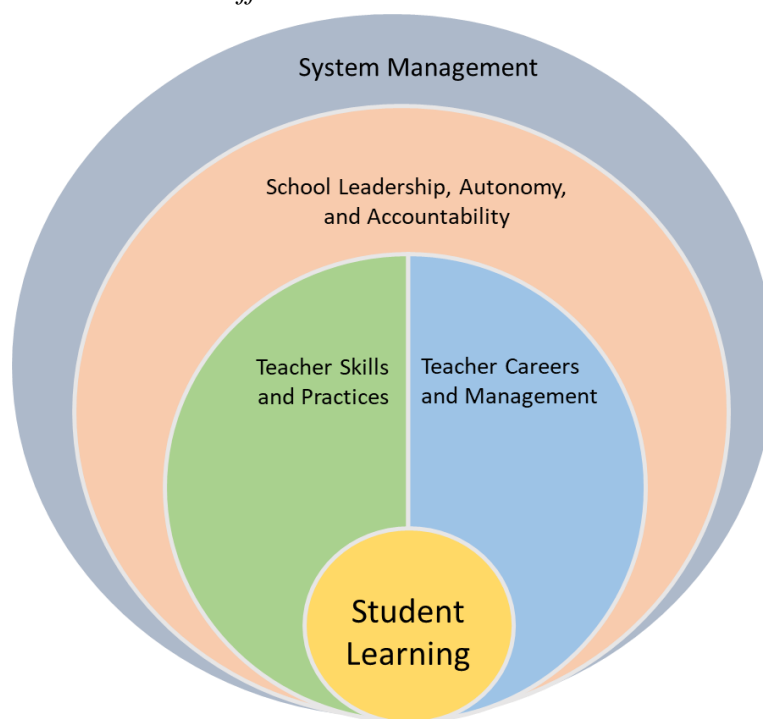 System Management
School Leadership, Autonomy,
and Accountability
Teacher Skills
and Practices
Teacher Careers
and Management
Student
Learning